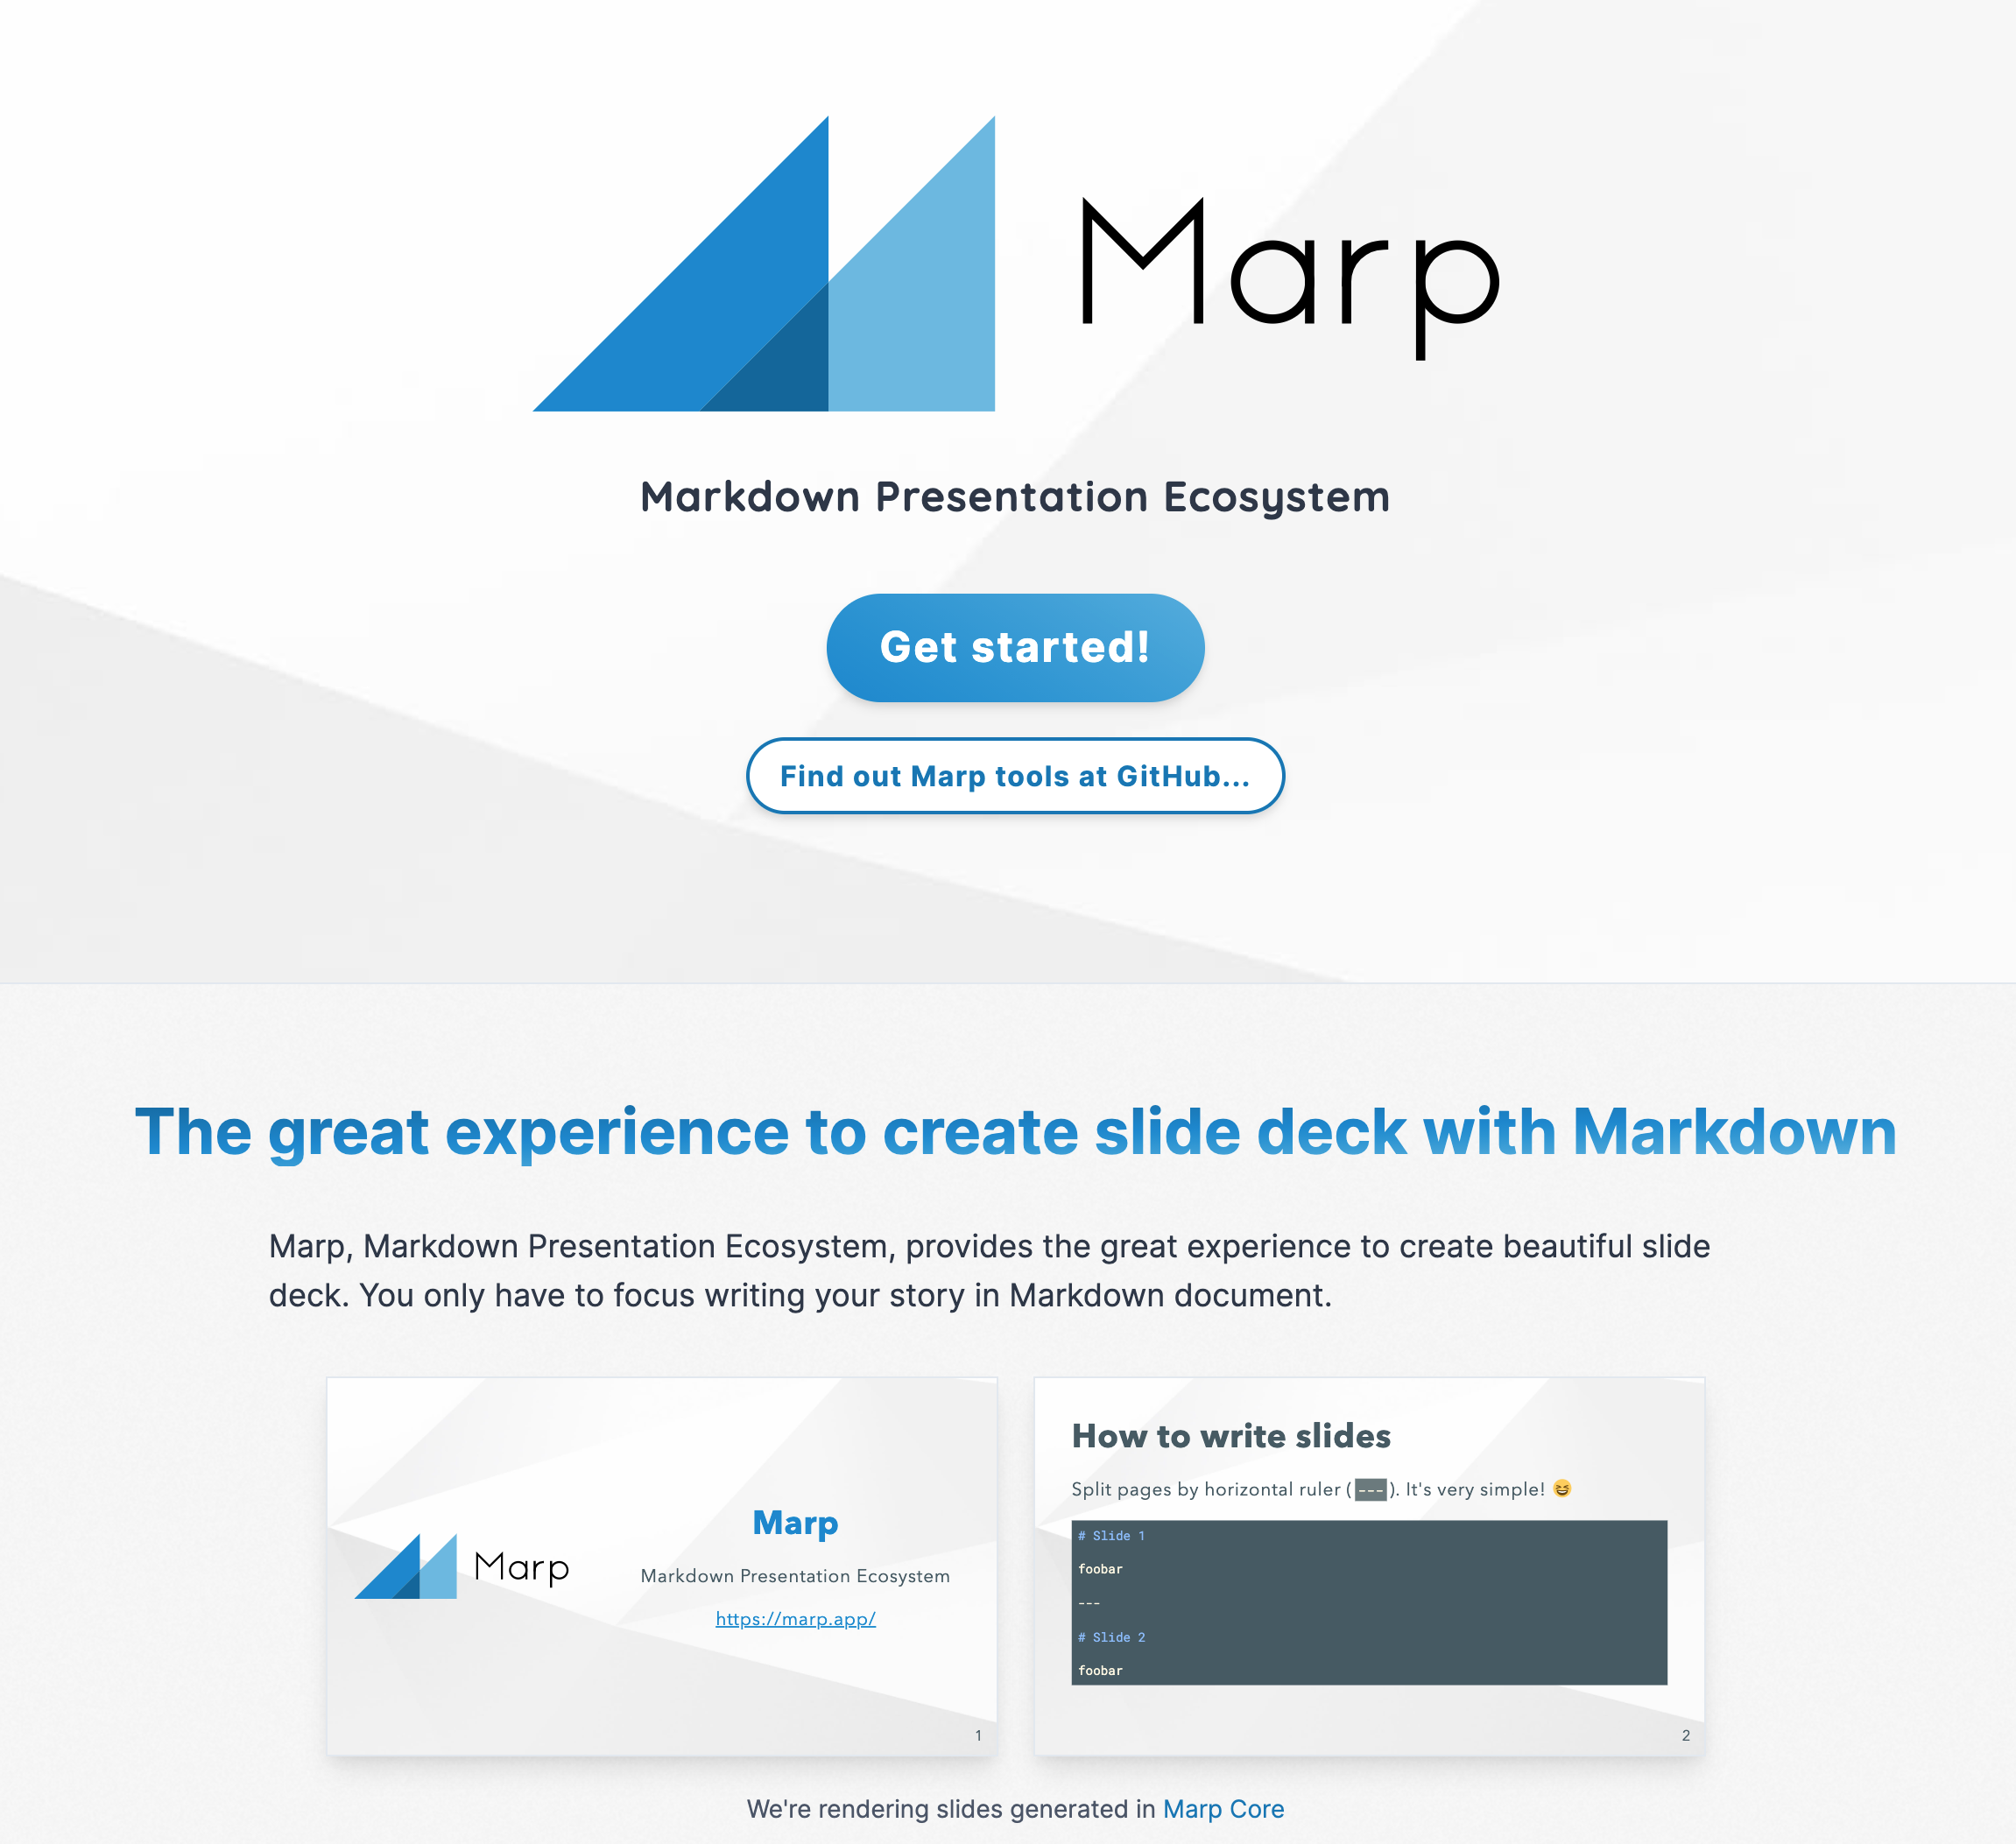 Marp
Markdown Presentation Ecosystem
Get started!
Find out Marp tools at GitHub...
The great experience to create slide deck with Markdown
Marp, Markdown Presentation Ecosystem, provides the great experience to create beautiful slide
deck. You only have to focus writing your story in Markdown document.
Marp
Marp
Markdown Presentation Ecosystem
https://marp.app/
1
How to write slides
Split pages by horizontal ruler ( --- ). It's very simple! 😆
# Slide 1
foobar
---
# Slide 2
foobar
2
We're rendering slides generated in Marp Core